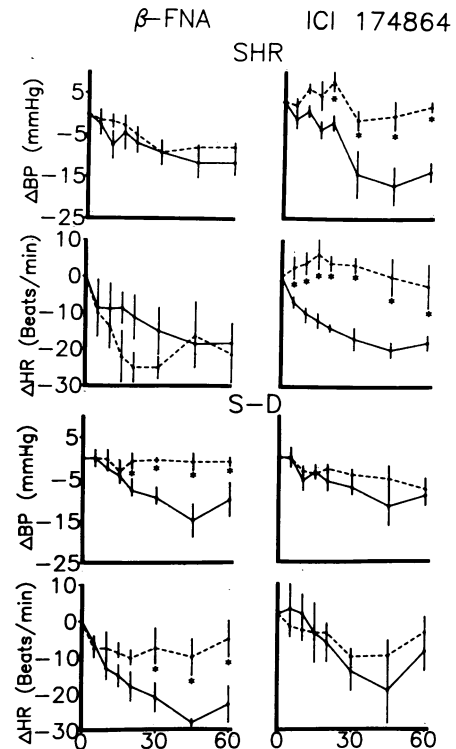 β-FNA ICI 174864
SHR
ΔBP (mmHg)
5
-5
-15
-25
* * * *
ΔHR (Beats/min)
10
0
-10
-20
-30
* * * * * * *
S-D
ΔBP (mmHg)
5
-5
-15
-25
* * * *
ΔHR (Beats/min)
10
0
-10
-20
-30
* * *
0 30 60 0 30 60